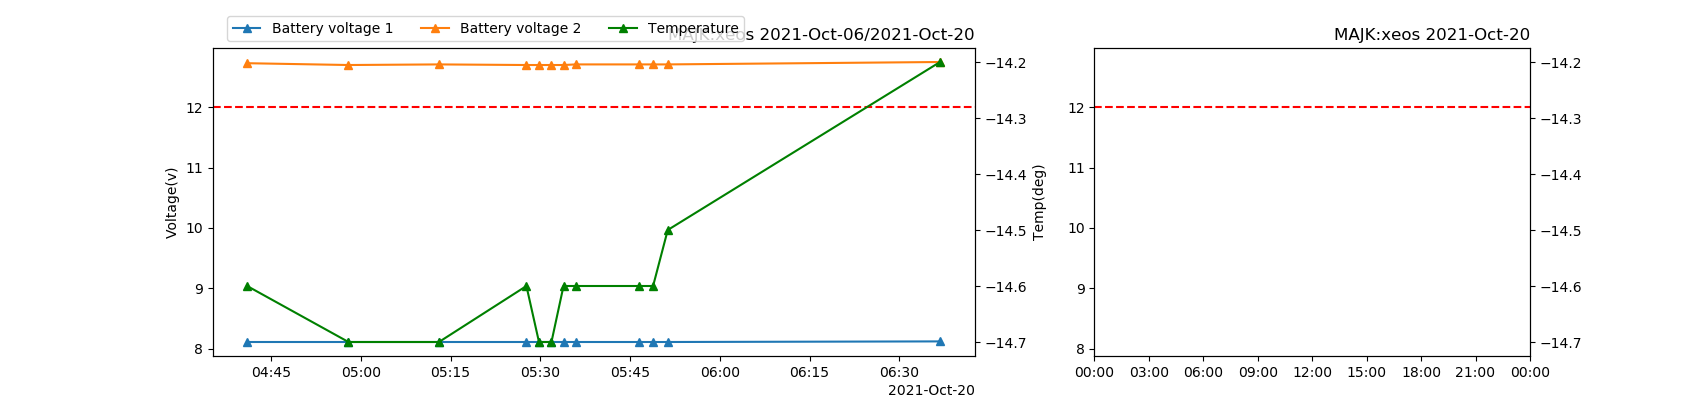 Battery voltage 1 Battery voltage 2 Temperature
MAJK:xeos 2021-Oct-06/2021-Oct-20
MAJK:xeos 2021-Oct-20
Voltage(v)
12
11
10
9
8
−14.2
−14.3
−14.4
−14.5
−14.6
−14.7
04:45 05:00 05:15 05:30 05:45 06:00 06:15 06:30
2021-Oct-20
Temp(deg)
12
11
10
9
8
−14.2
−14.3
−14.4
−14.5
−14.6
−14.7
00:00 03:00 06:00 09:00 12:00 15:00 18:00 21:00 00:00